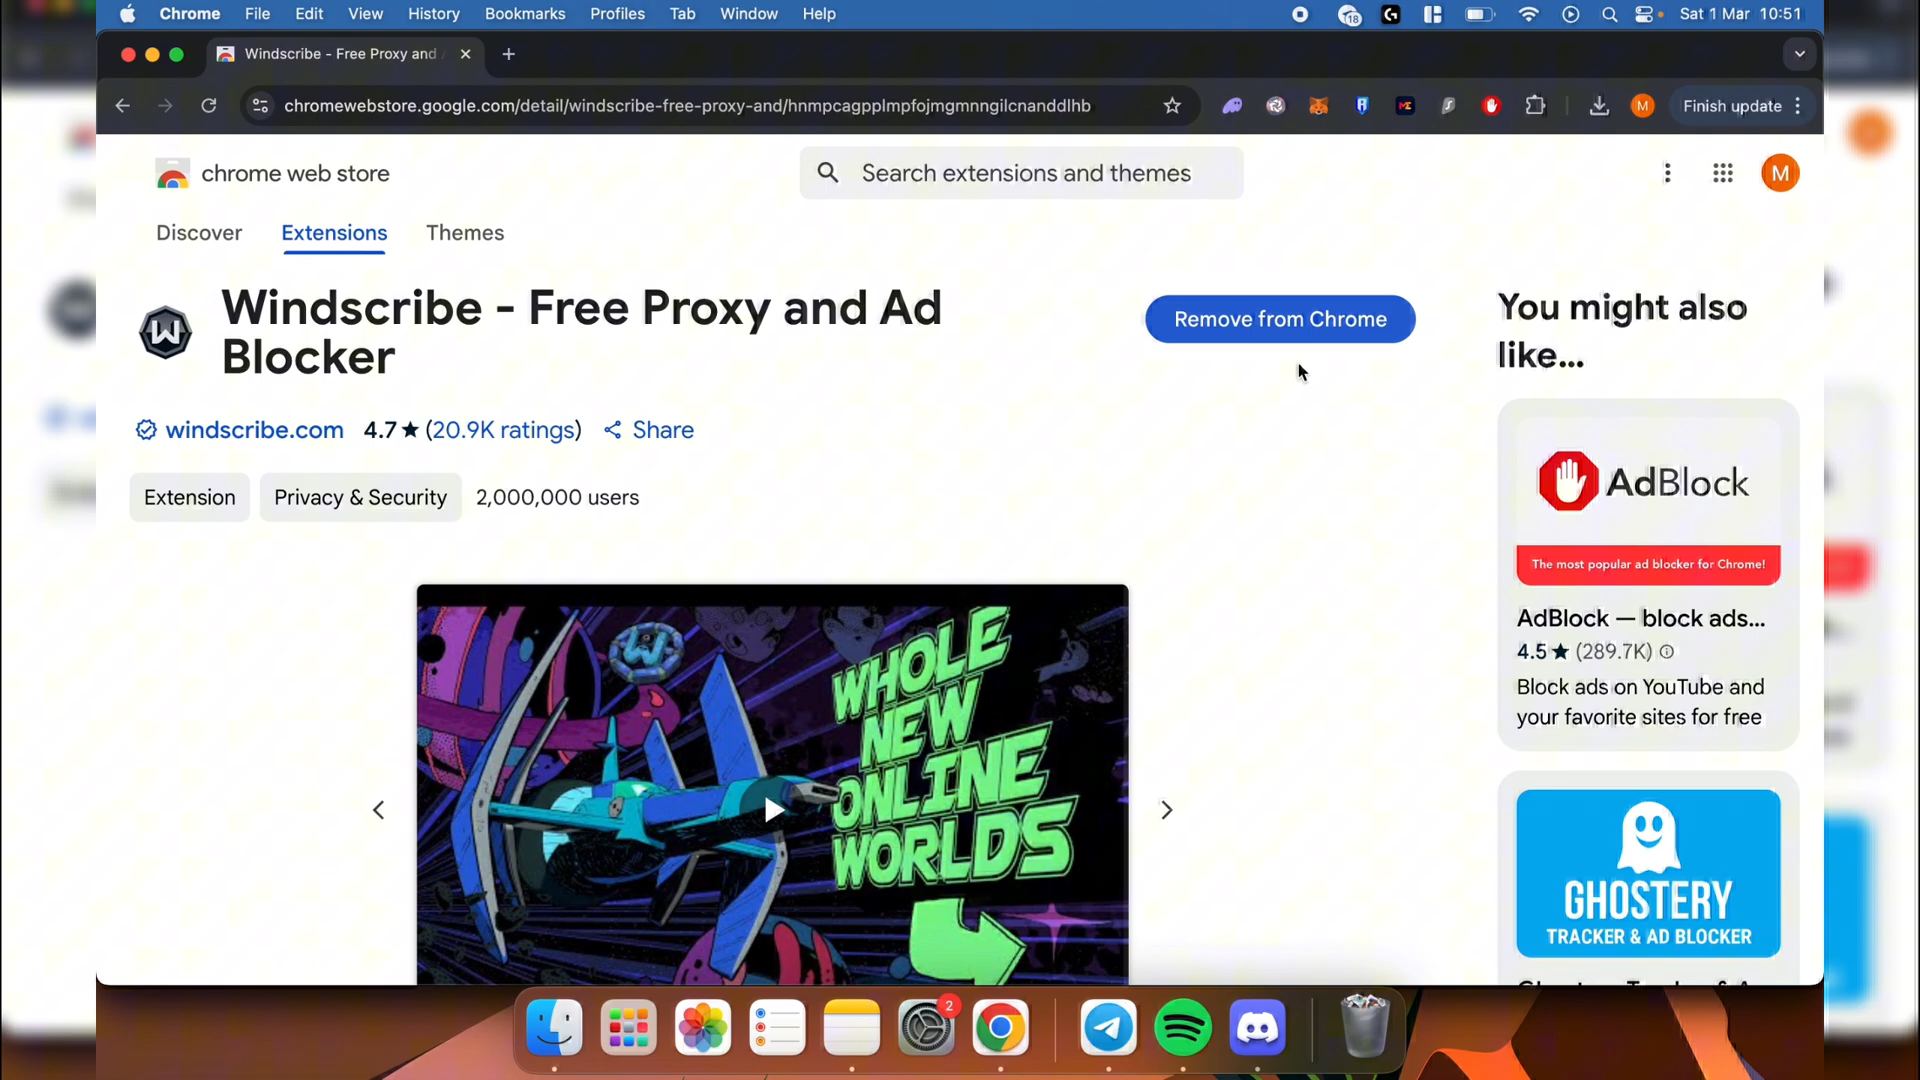 Chrome File Edit View History Bookmarks Profiles Tab Window Help
18
Sat 1 Mar 10:51
Windscribe - Free Proxy and
chromewebstore.google.com/detail/windscribe-free-proxy-and/hnmpcagpplmpfojmgmnngilcnanddlhb
M
Finish update
chrome web store
Search extensions and themes
M
Discover Extensions Themes
Windscribe - Free Proxy and Ad
Blocker
Remove from Chrome
You might also
like...
windscribe.com 4.7★ (20.9K ratings) Share
Extension Privacy & Security 2,000,000 users
AdBlock
The most popular ad blocker for Chrome!
AdBlock — block ads...
4.5★ (289.7K)
Block ads on YouTube and
your favorite sites for free
WHOLE
NEW
ONLINE
WORLDS
GHOSTERY
TRACKER & AD BLOCKER
2